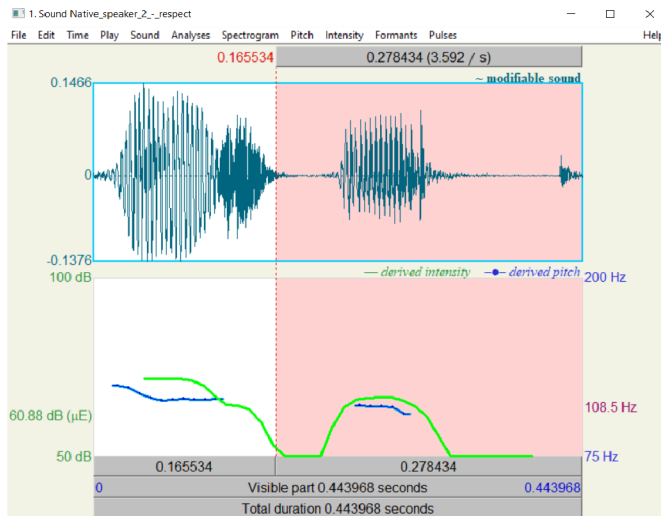 1. Sound Native_speaker_2_-_respect
File Edit Time Play Sound Analyses Spectrogram Pitch Intensity Formants Pulses Help
0.165534 0.278434 (3.592 / s)
~ modifiable sound
0.1466
0
-0.1376
derived intensity derived pitch
100 dB 200 Hz
60.88 dB (µE) 108.5 Hz
50 dB 75 Hz
0.165534 0.278434
0 Visible part 0.443968 seconds 0.443968
Total duration 0.443968 seconds